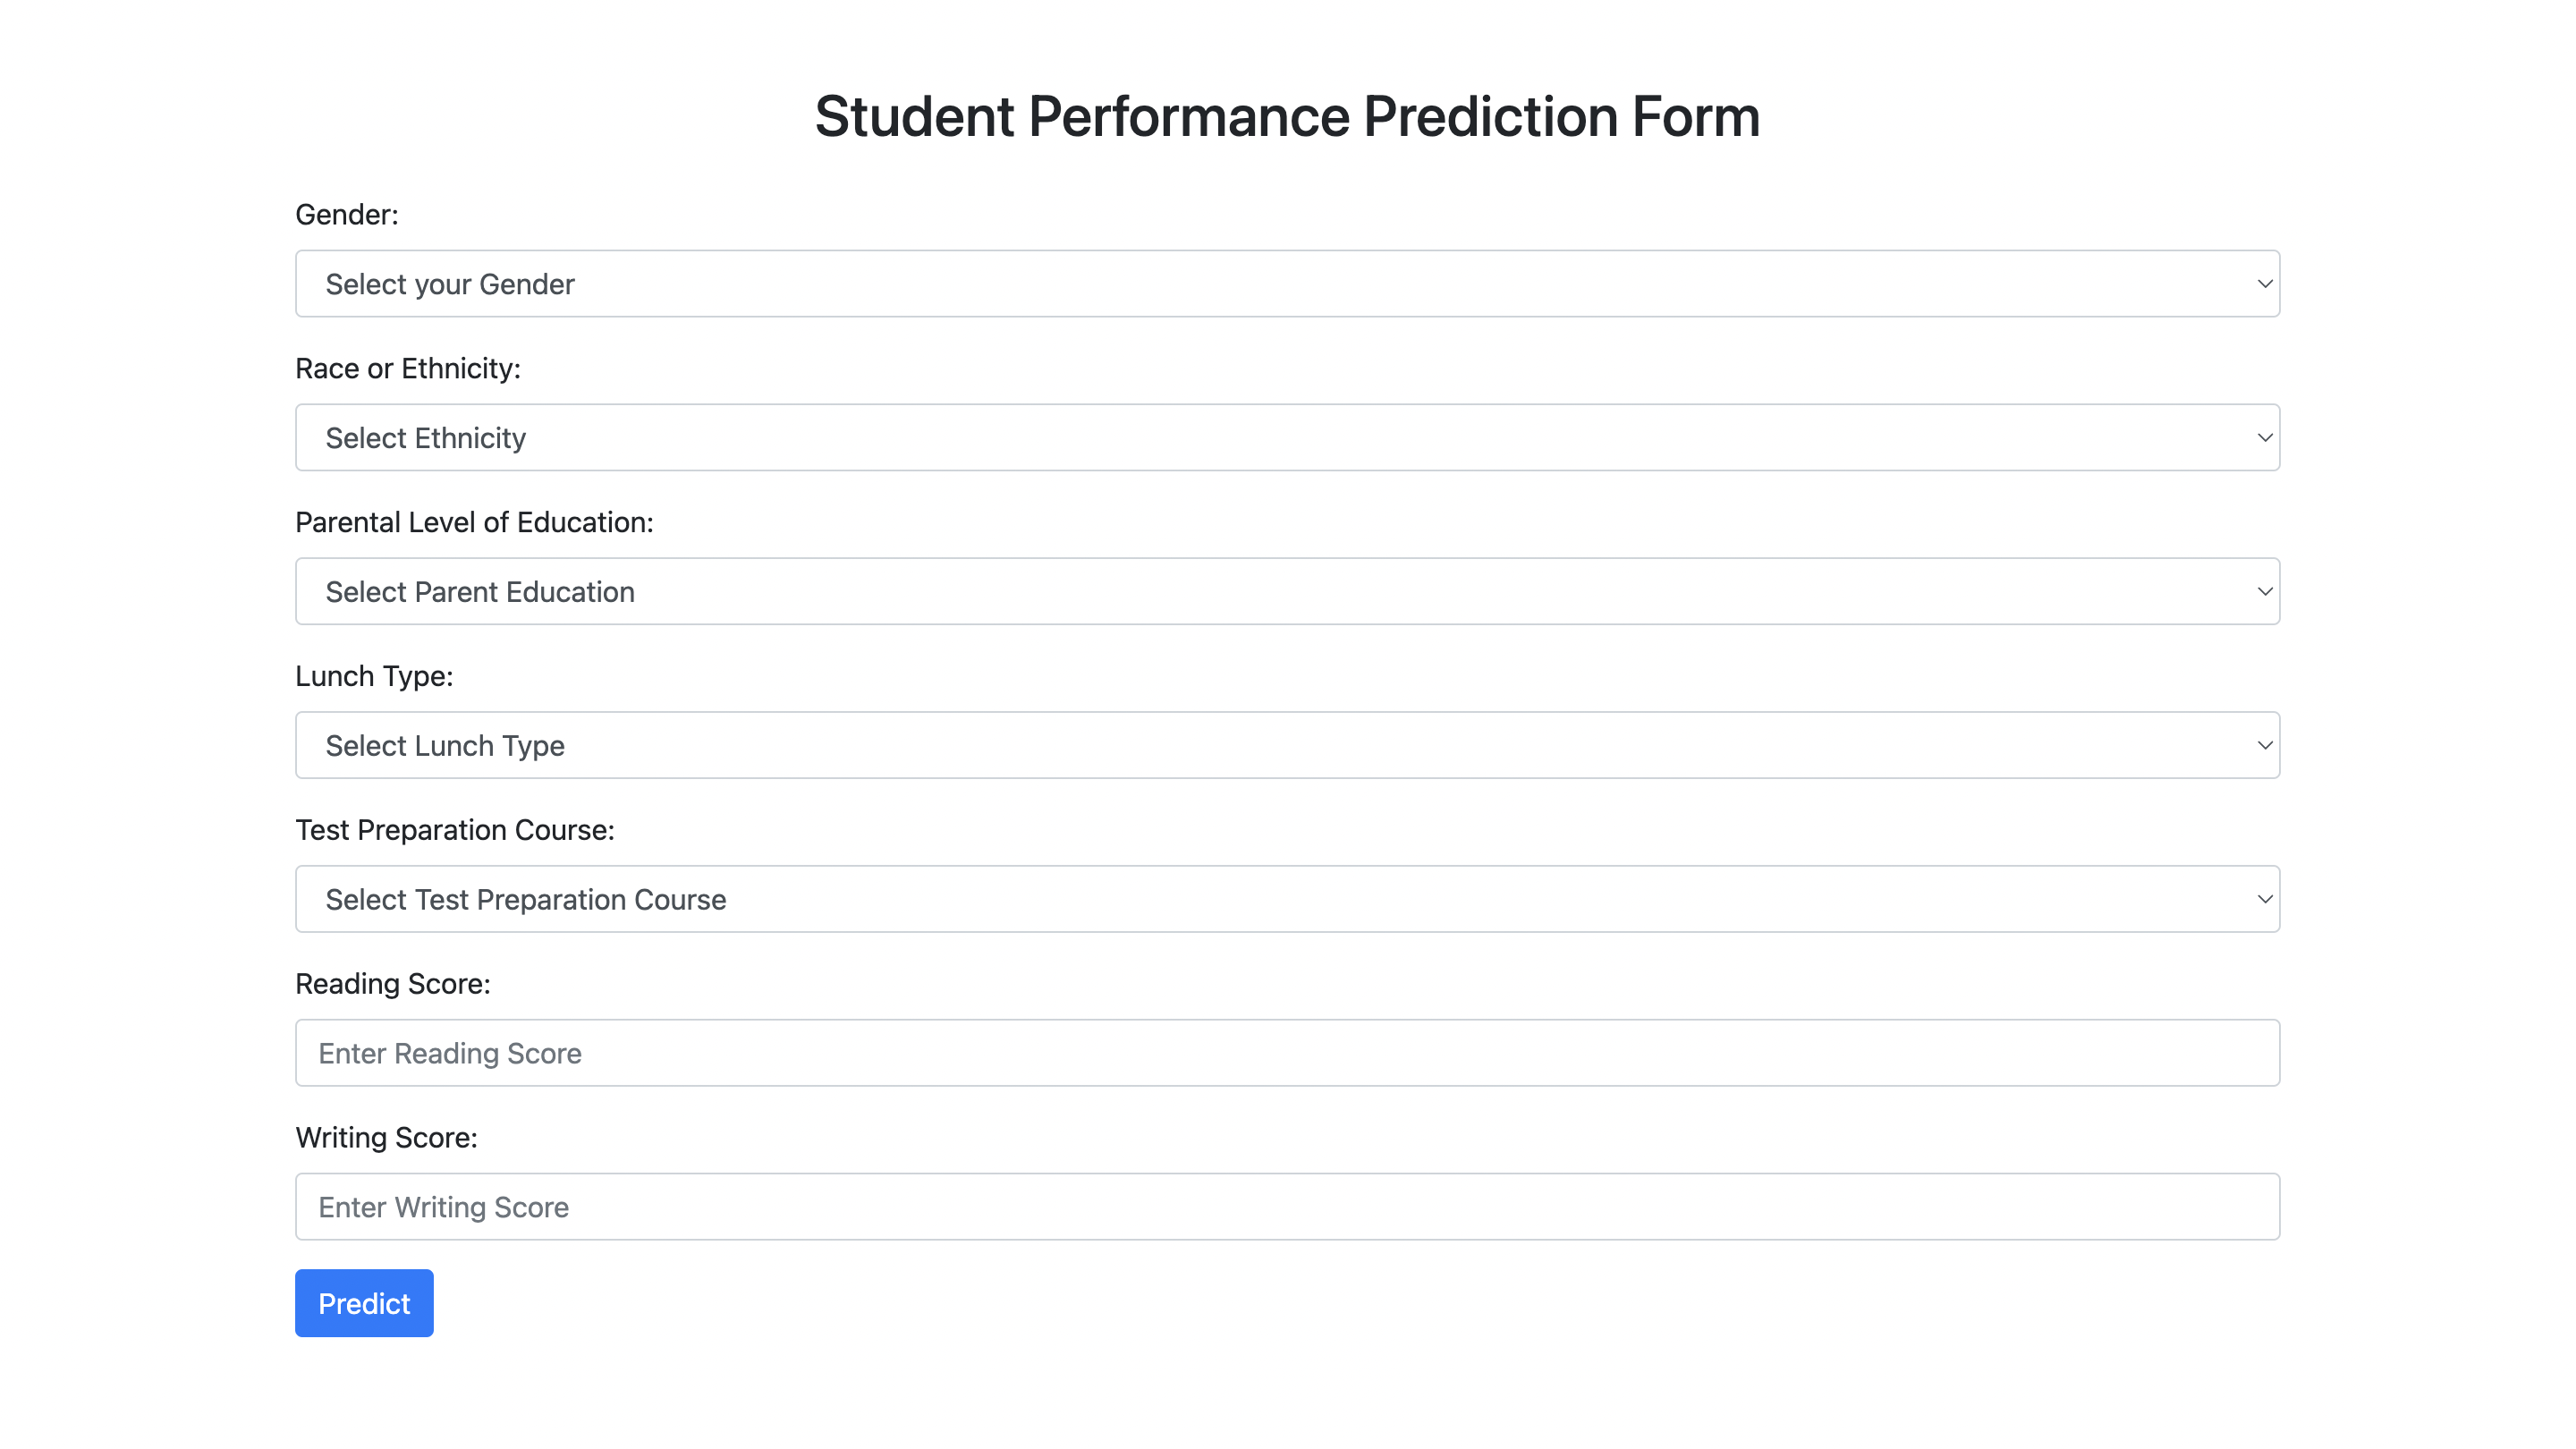 Student Performance Prediction Form
Gender:
Select your Gender
Race or Ethnicity:
Select Ethnicity
Parental Level of Education:
Select Parent Education
Lunch Type:
Select Lunch Type
Test Preparation Course:
Select Test Preparation Course
Reading Score:
Enter Reading Score
Writing Score:
Enter Writing Score
Predict